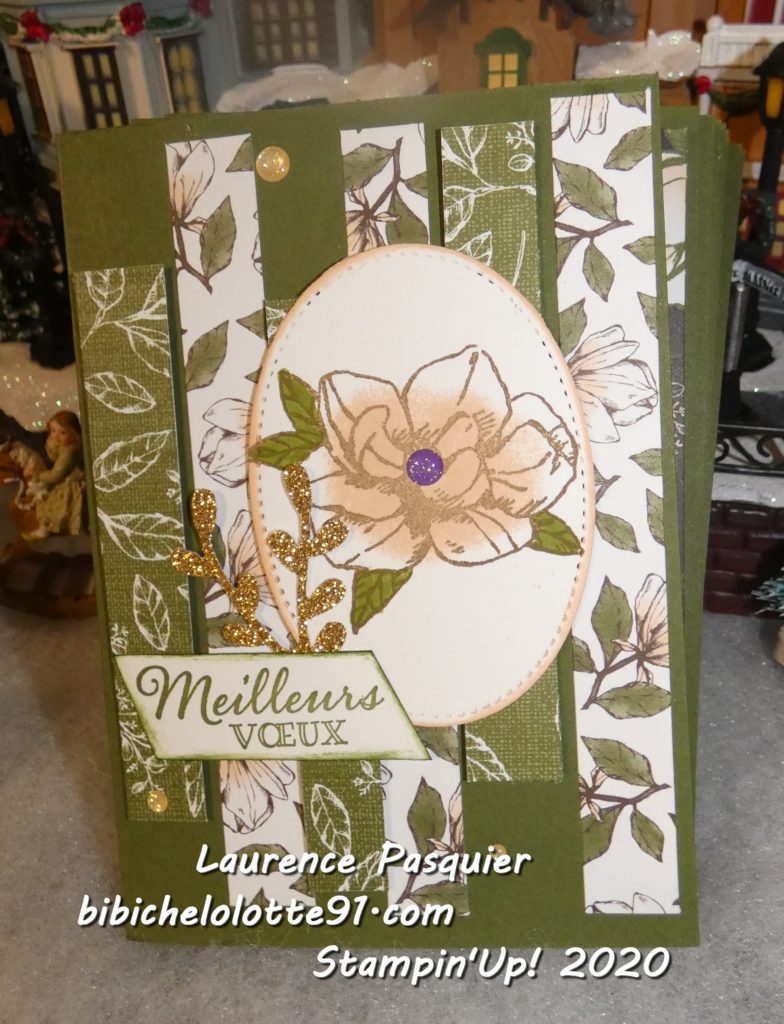 Meilleurs
VŒUX
Laurence Pasquier
bibichelolotte91.com
Stampin'Up! 2020